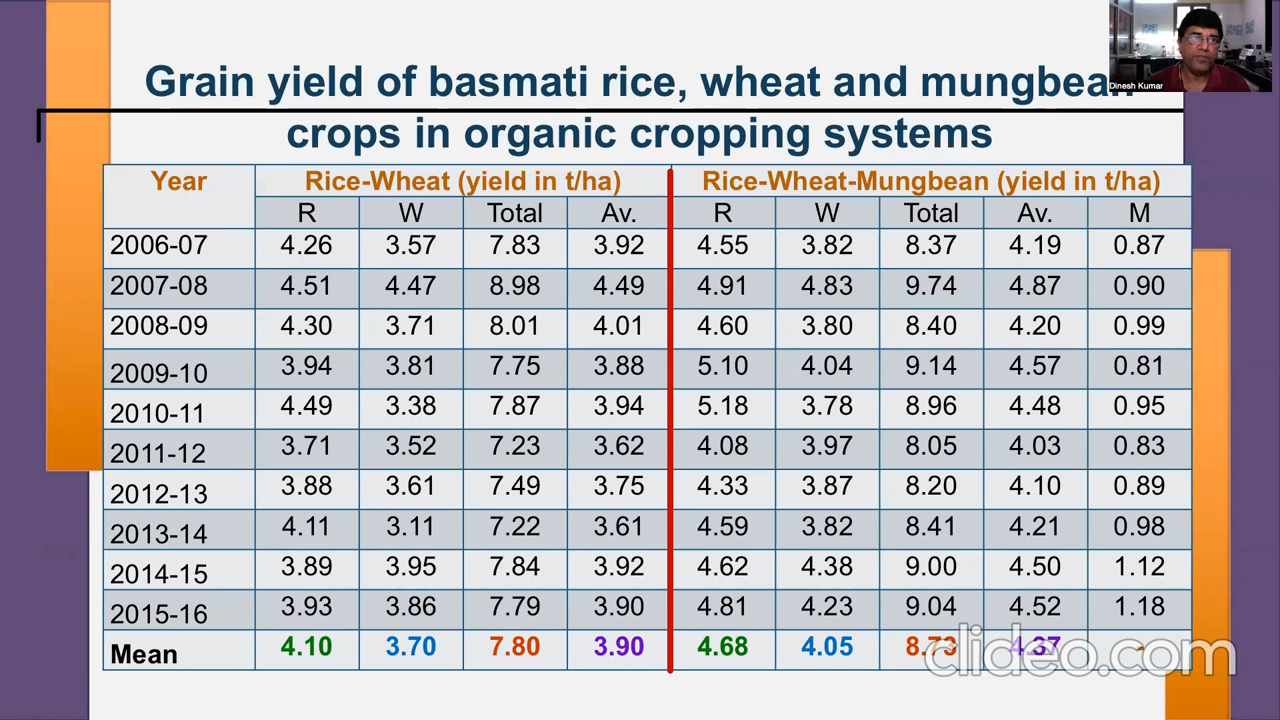 Dinesh Kumar
Grain yield of basmati rice, wheat and mungbean
crops in organic cropping systems
Year Rice-Wheat (yield in t/ha) Rice-Wheat-Mungbean (yield in t/ha)
R W Total Av. R W Total Av. M
2006-07 4.26 3.57 7.83 3.92 4.55 3.82 8.37 4.19 0.87
2007-08 4.51 4.47 8.98 4.49 4.91 4.83 9.74 4.87 0.90
2008-09 4.30 3.71 8.01 4.01 4.60 3.80 8.40 4.20 0.99
2009-10 3.94 3.81 7.75 3.88 5.10 4.04 9.14 4.57 0.81
2010-11 4.49 3.38 7.87 3.94 5.18 3.78 8.96 4.48 0.95
2011-12 3.71 3.52 7.23 3.62 4.08 3.97 8.05 4.03 0.83
2012-13 3.88 3.61 7.49 3.75 4.33 3.87 8.20 4.10 0.89
2013-14 4.11 3.11 7.22 3.61 4.59 3.82 8.41 4.21 0.98
2014-15 3.89 3.95 7.84 3.92 4.62 4.38 9.00 4.50 1.12
2015-16 3.93 3.86 7.79 3.90 4.81 4.23 9.04 4.52 1.18
Mean 4.10 3.70 7.80 3.90 4.68 4.05 8.73 4.37 -
clideo.com